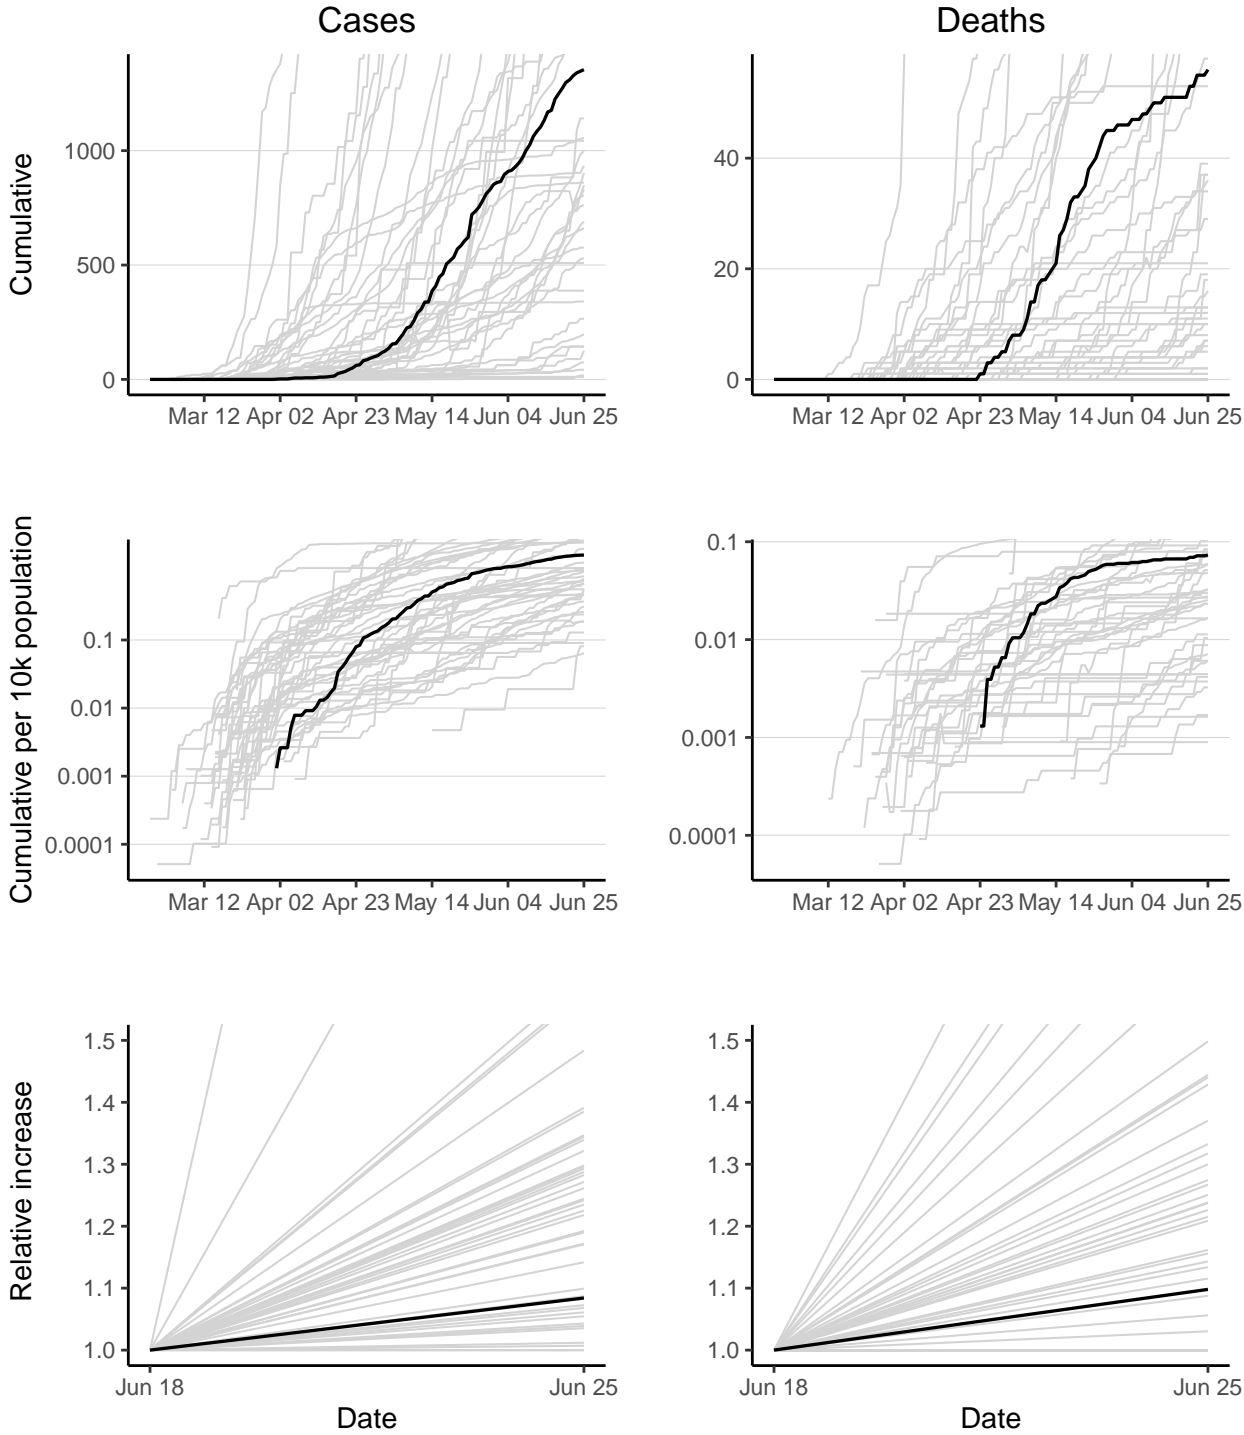 Cases
Deaths
Cumulative
1000
500
0
Mar 12 Apr 02 Apr 23 May 14 Jun 04 Jun 25
40
20
0
Mar 12 Apr 02 Apr 23 May 14 Jun 04 Jun 25
Cumulative per 10k population
0.1
0.01
0.001
0.0001
Mar 12 Apr 02 Apr 23 May 14 Jun 04 Jun 25
0.1
0.01
0.001
0.0001
Mar 12 Apr 02 Apr 23 May 14 Jun 04 Jun 25
Relative increase
1.5
1.4
1.3
1.2
1.1
1.0
Jun 18 Jun 25
Date
1.5
1.4
1.3
1.2
1.1
1.0
Jun 18 Jun 25
Date